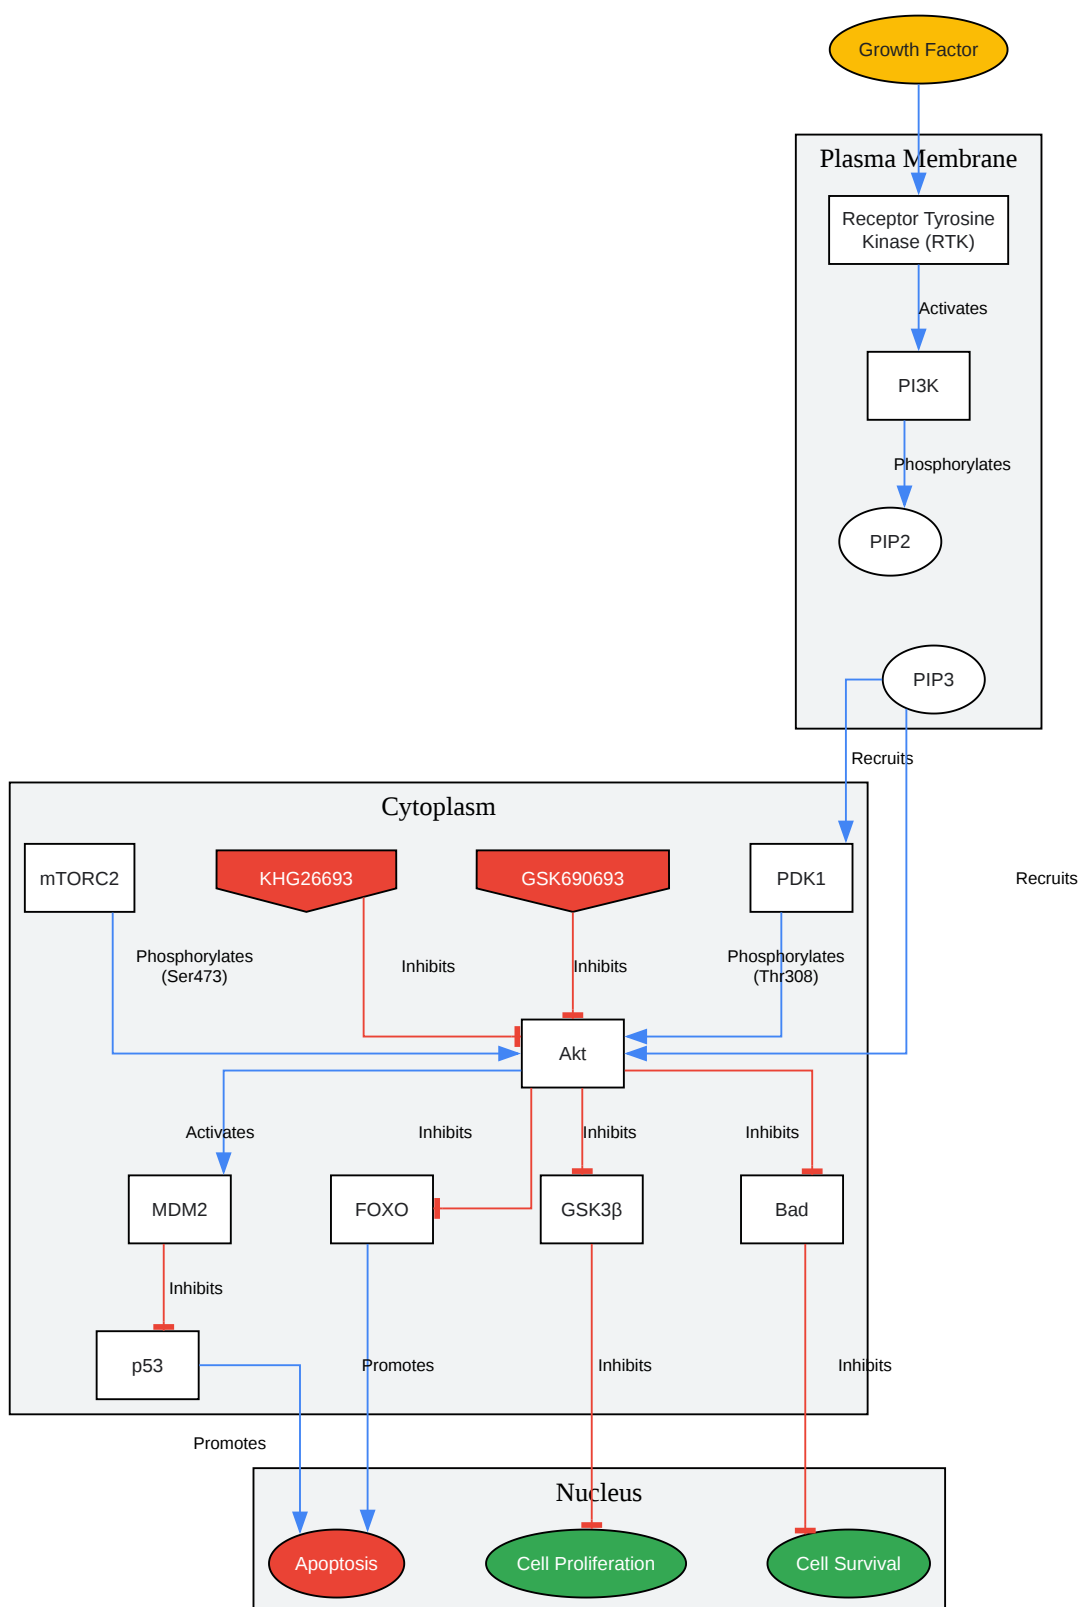 Growth Factor
Plasma Membrane
Receptor Tyrosine
Kinase (RTK)
Activates
PI3K
Phosphorylates
PIP2
PIP3
Recruits
Cytoplasm
mTORC2
KHG26693
GSK690693
PDK1
Recruits
Phosphorylates
(Ser473)
Inhibits
Inhibits
Phosphorylates
(Thr308)
Akt
Activates
Inhibits
Inhibits
Inhibits
MDM2
FOXO
GSK3β
Bad
Inhibits
p53
Promotes
Inhibits
Inhibits
Promotes
Nucleus
Apoptosis
Cell Proliferation
Cell Survival